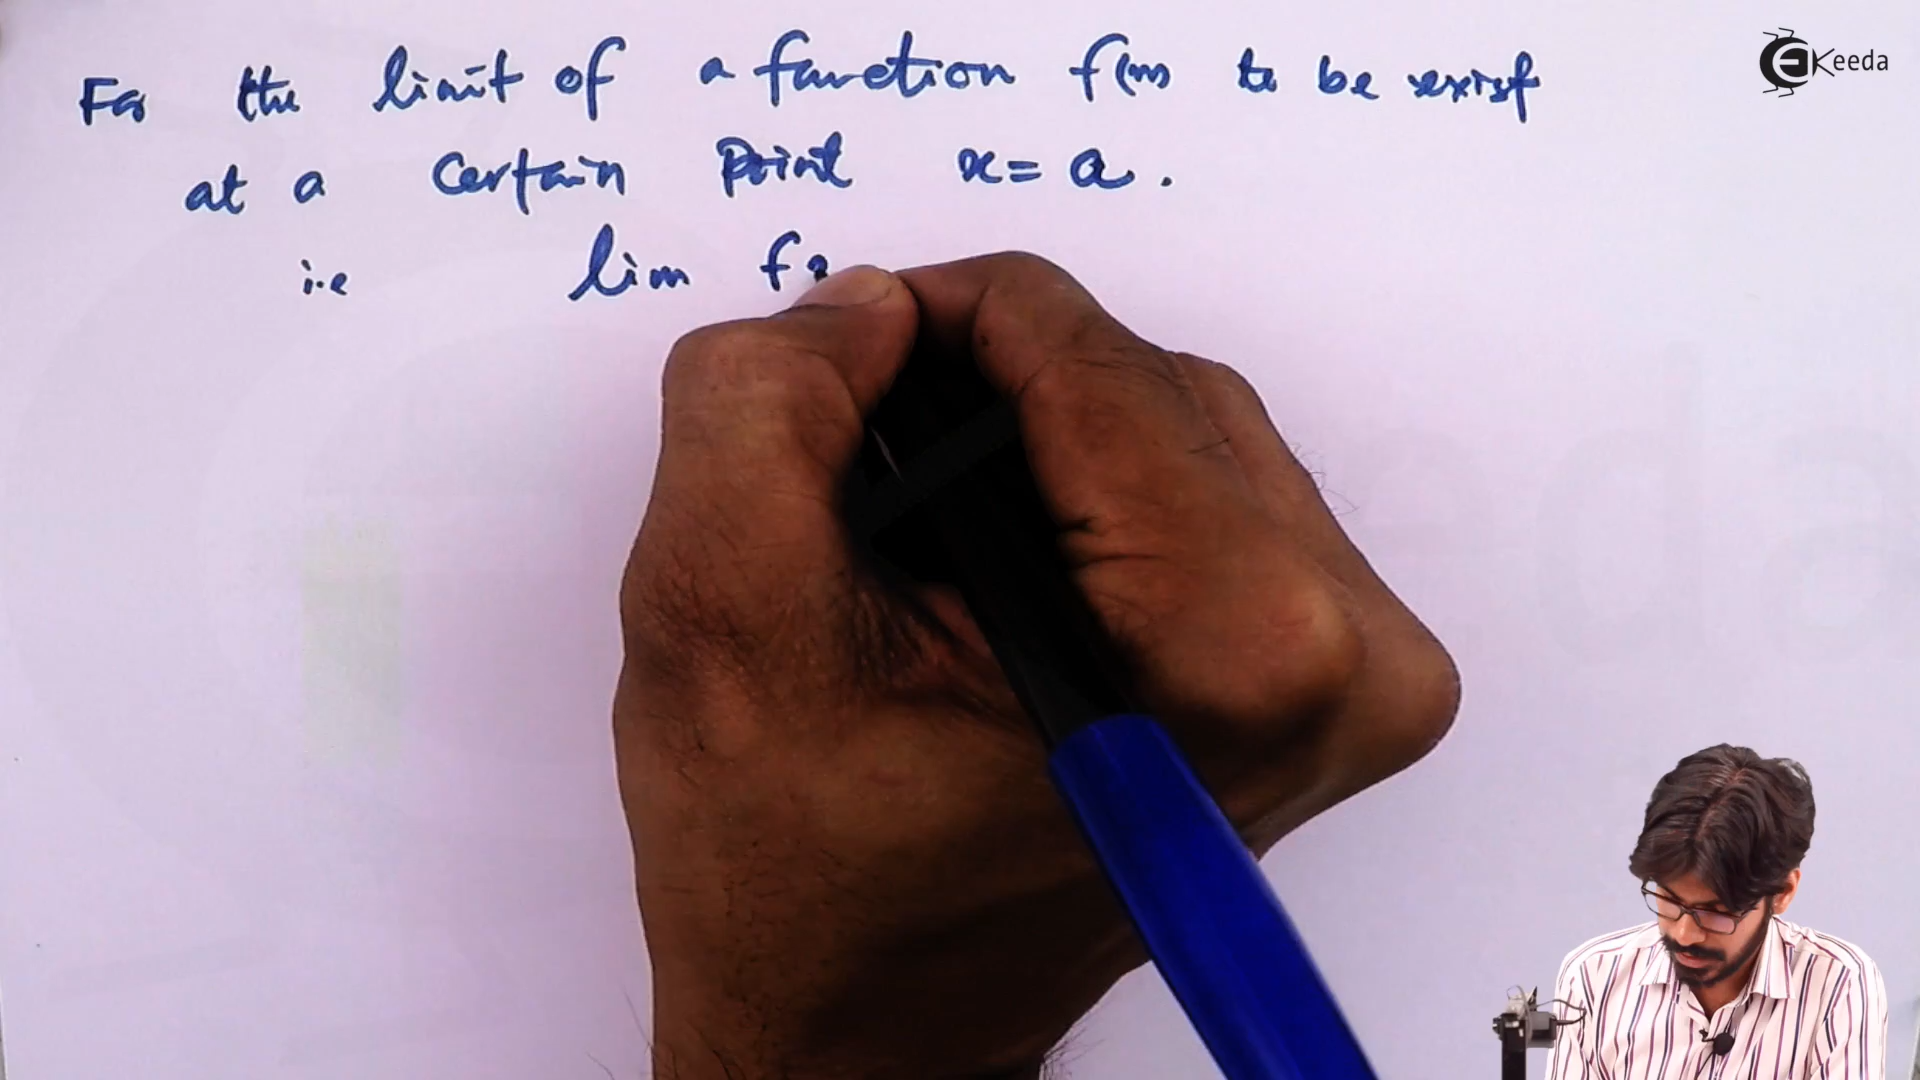 Keeda
For the limit of a function f(x) to be exist
at a certain point x = a.
i.e lim f